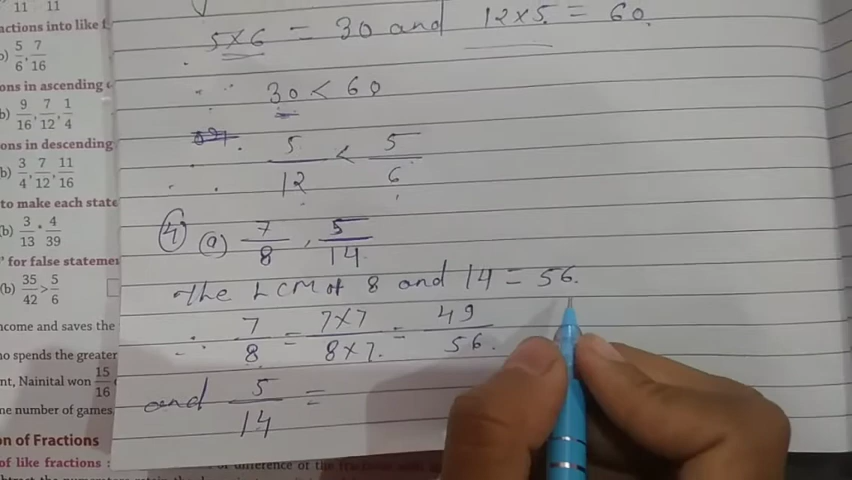 11 11
actions into like f
b) 5/6, 7/16
ons in ascending
b) 9/16, 7/12, 1/4
ons in descending
b) 3/4, 7/12, 11/16
to make each state
(b) 3/13 * 4/39
for false statemen
(b) 35/42 > 5/6
ncome and saves the
ho spends the greater
nt, Nainital won 15/16
ne number of games
on of Fractions
of like fractions :
difference of the fractions
5×6 = 30 and 12×5 = 60.
∵ 30 < 60
∴ 5/12 < 5/6
4) (a) 7/8, 5/14
The LCM of 8 and 14 = 56.
∴ 7/8 = 7×7/8×7 = 49/56.
and 5/14 =